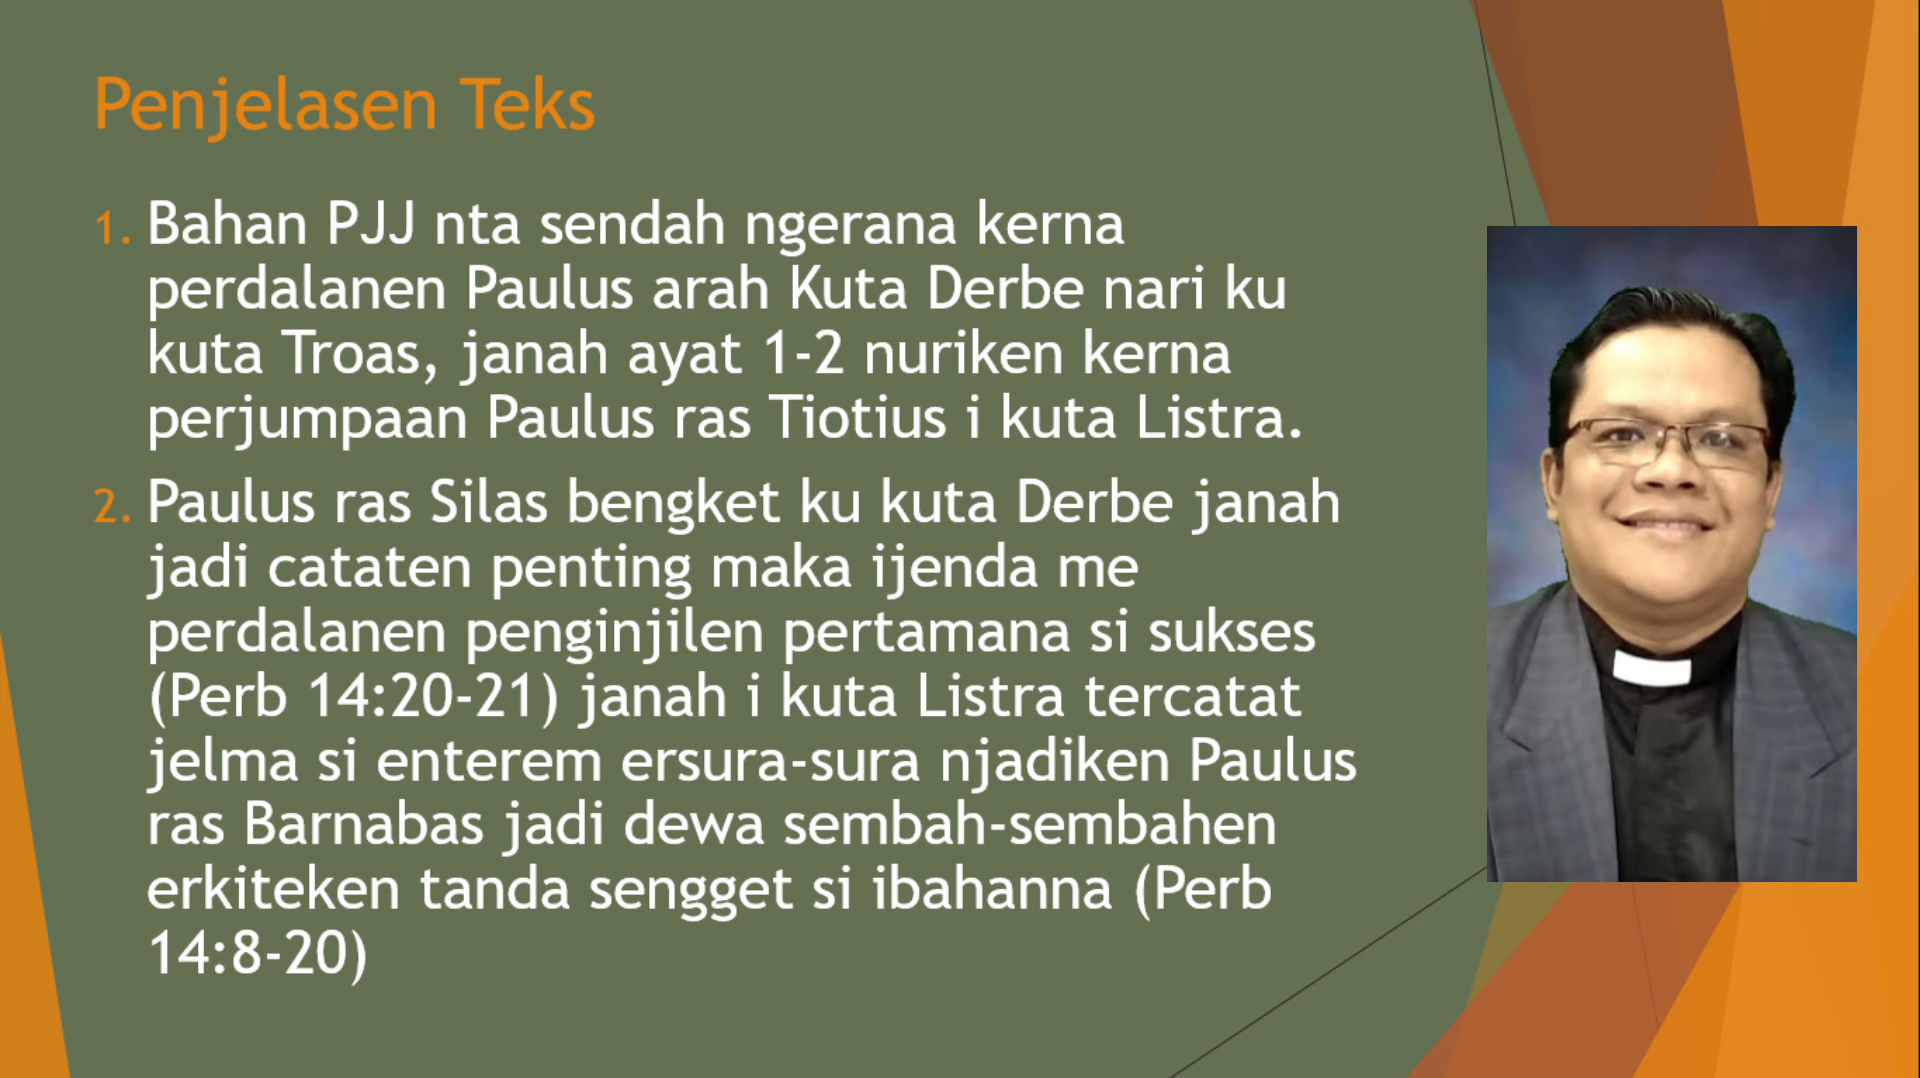 Penjelasen Teks
1. Bahan PJJ nta sendah ngerana kerna
perdalanen Paulus arah Kuta Derbe nari ku
kuta Troas, janah ayat 1-2 nuriken kerna
perjumpaan Paulus ras Tiotius i kuta Listra.
2. Paulus ras Silas bengket ku kuta Derbe janah
jadi cataten penting maka ijenda me
perdalanen penginjilen pertamana si sukses
(Perb 14:20-21) janah i kuta Listra tercatat
jelma si enterem ersura-sura njadiken Paulus
ras Barnabas jadi dewa sembah-sembahen
erkiteken tanda sengget si ibahanna (Perb
14:8-20)